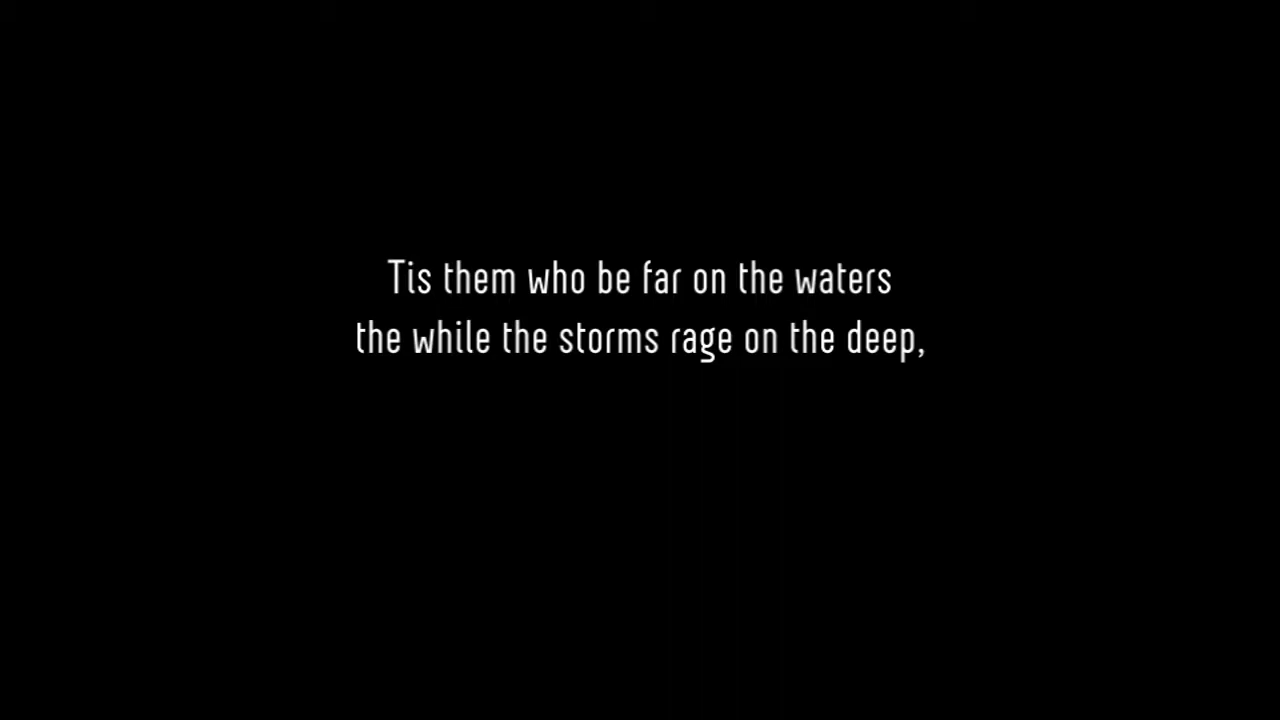 Tis them who be far on the waters
the while the storms rage on the deep,